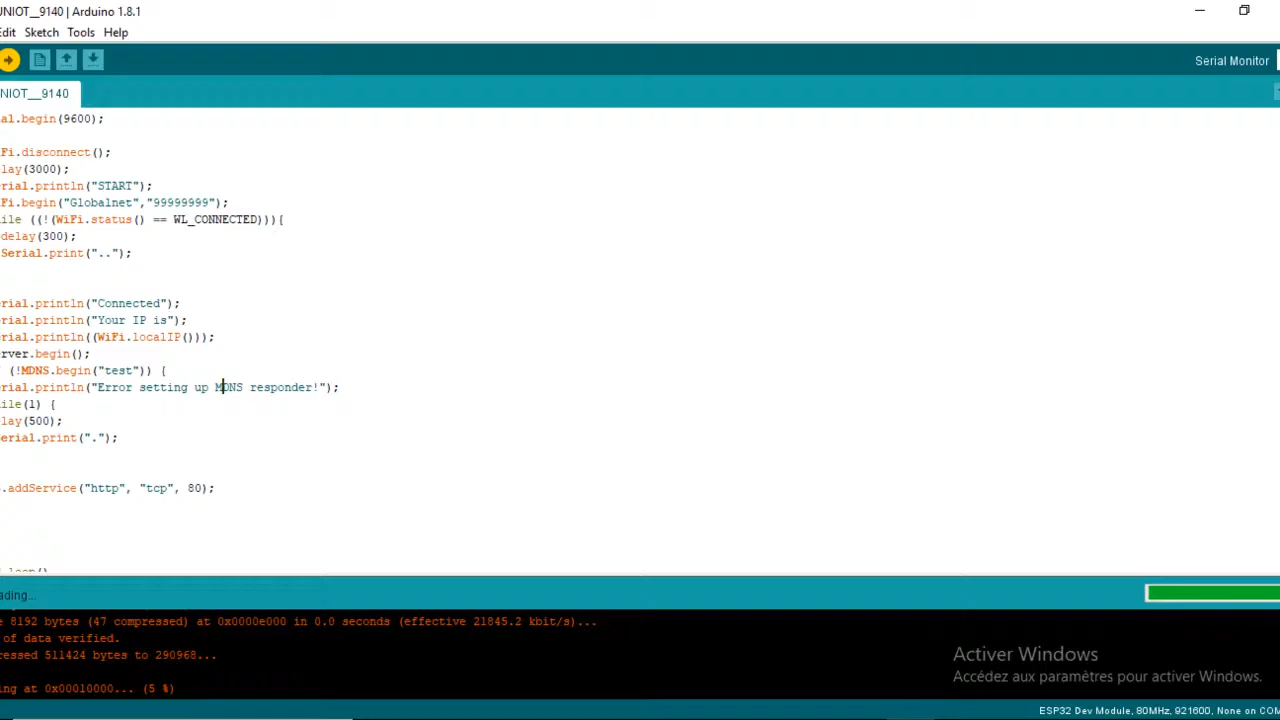 UNIOT__9140 | Arduino 1.8.1
Edit Sketch Tools Help
Serial Monitor
NIOT__9140
al.begin(9600);
Fi.disconnect();
lay(3000);
rial.println("START");
Fi.begin("Globalnet","99999999");
ile ((!(WiFi.status() == WL_CONNECTED))){
delay(300);
Serial.print("..");
rial.println("Connected");
rial.println("Your IP is");
rial.println((WiFi.localIP()));
rver.begin();
(!MDNS.begin("test")) {
rial.println("Error setting up MDNS responder!");
ile(1) {
lay(500);
Serial.print(".");
.addService("http", "tcp", 80);
loop()
ading...
e 8192 bytes (47 compressed) at 0x0000e000 in 0.0 seconds (effective 21845.2 kbit/s)...
of data verified.
ressed 511424 bytes to 290968...
ing at 0x00010000... (5 %)
Activer Windows
Accédez aux paramètres pour activer Windows.
ESP32 Dev Module, 80MHz, 921600, None on COM